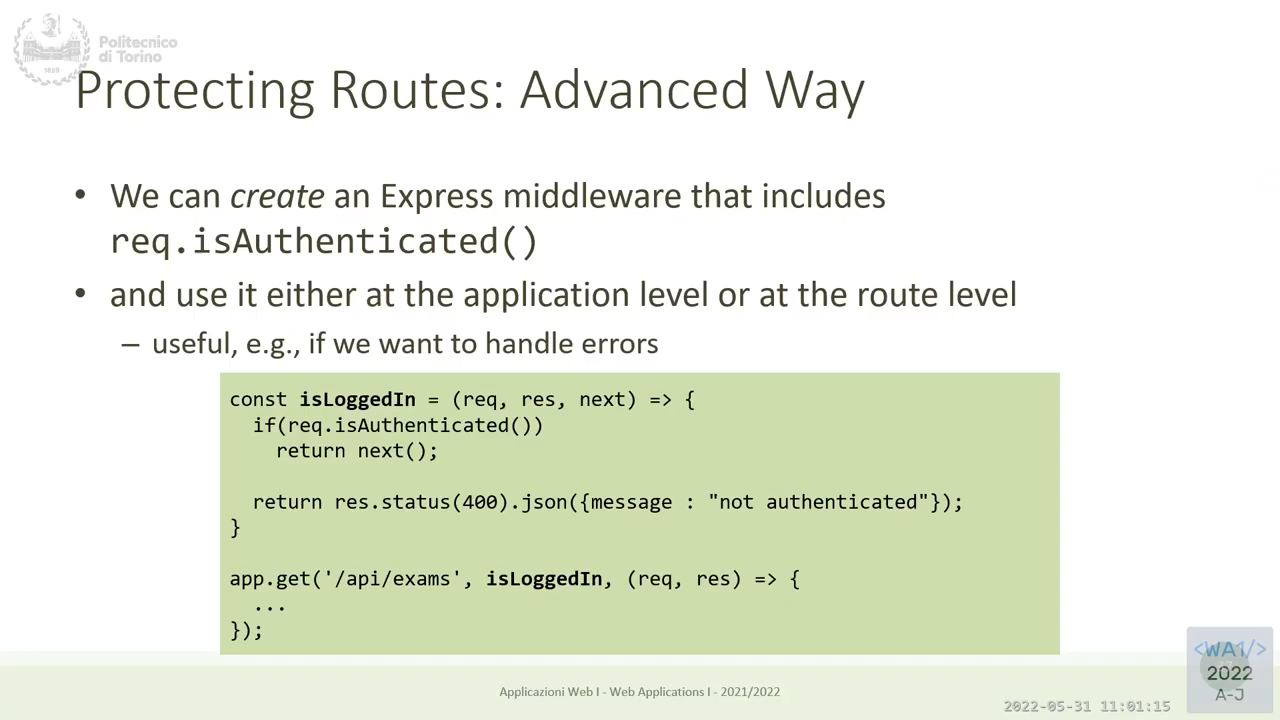 Politecnico
di Torino
1859
Protecting Routes: Advanced Way
• We can create an Express middleware that includes
req.isAuthenticated()
• and use it either at the application level or at the route level
– useful, e.g., if we want to handle errors
const isLoggedIn = (req, res, next) => {
  if(req.isAuthenticated())
    return next();
  return res.status(400).json({message : "not authenticated"});
}
app.get('/api/exams', isLoggedIn, (req, res) => {
  ...
});
Applicazioni Web I - Web Applications I - 2021/2022
2022-05-31 11:01:15
<WA1/>
2022
A-J